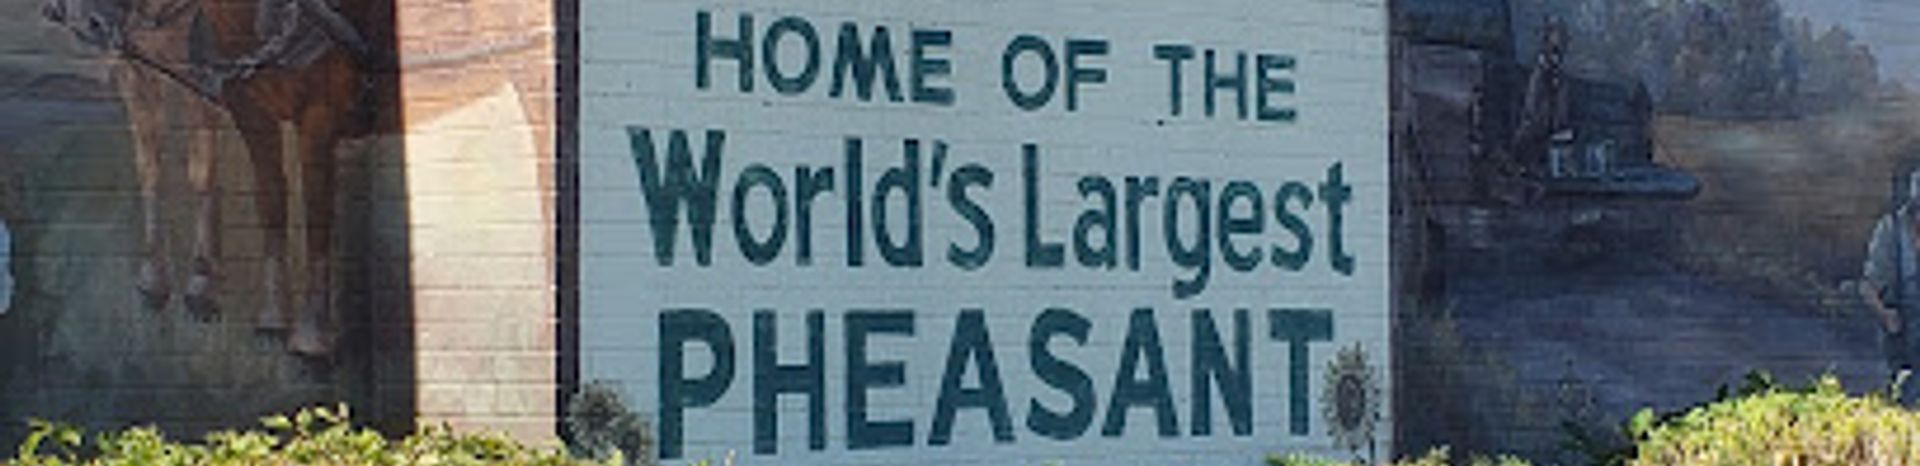 HOME OF THE
World's Largest
PHEASANT